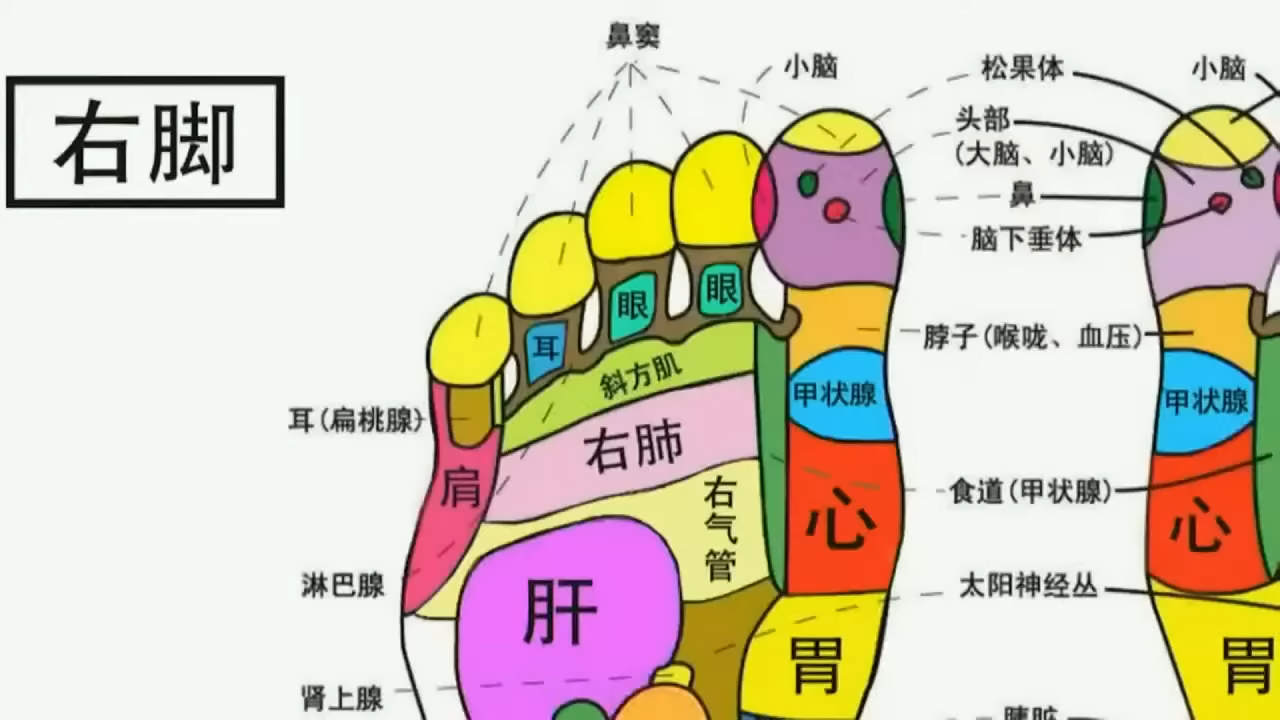 鼻窦
小脑
松果体
小脑
右脚
头部
(大脑、小脑)
鼻
脑下垂体
眼
眼
耳
脖子(喉咙、血压)
斜方肌
甲状腺
甲状腺
耳(扁桃腺)
右肺
肩
右气管
食道(甲状腺)
心
心
淋巴腺
肝
太阳神经丛
胃
胃
肾上腺
胰脏